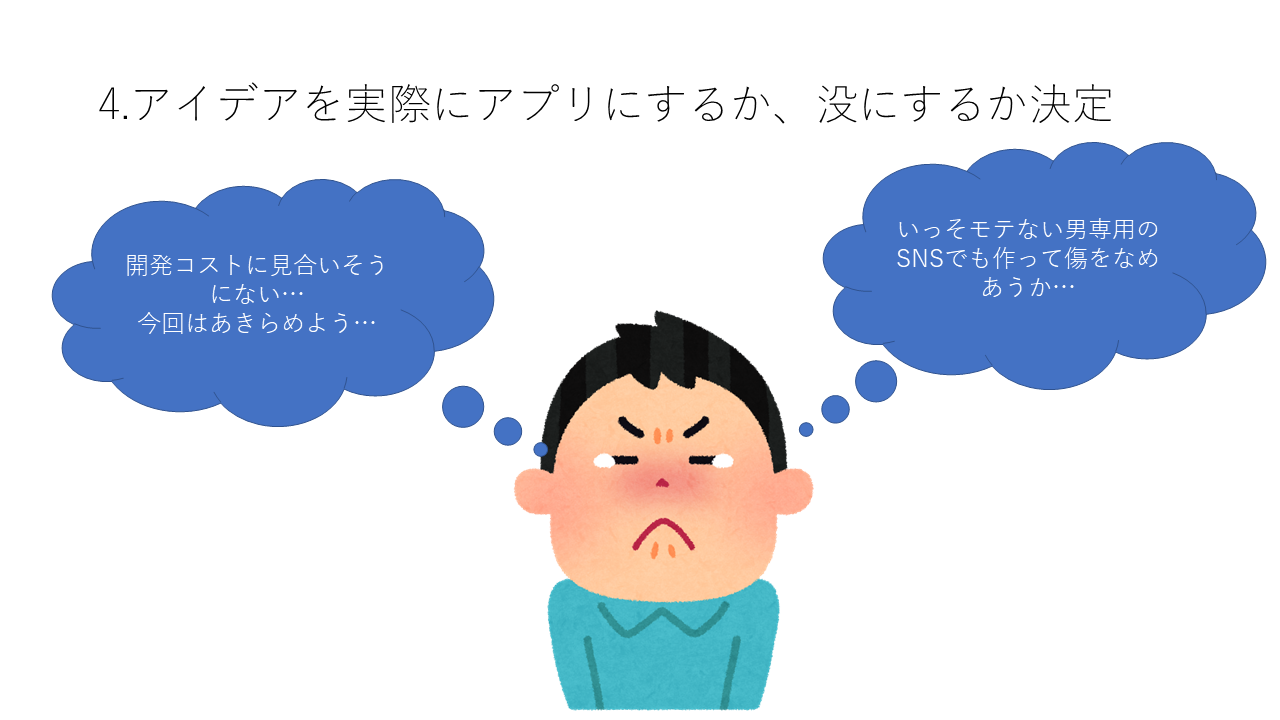 4.アイデアを実際にアプリにするか、没にするか決定
開発コストに見合いそう
にない…
今回はあきらめよう…
いっそモテない男専用の
SNSでも作って傷をなめ
あうか…